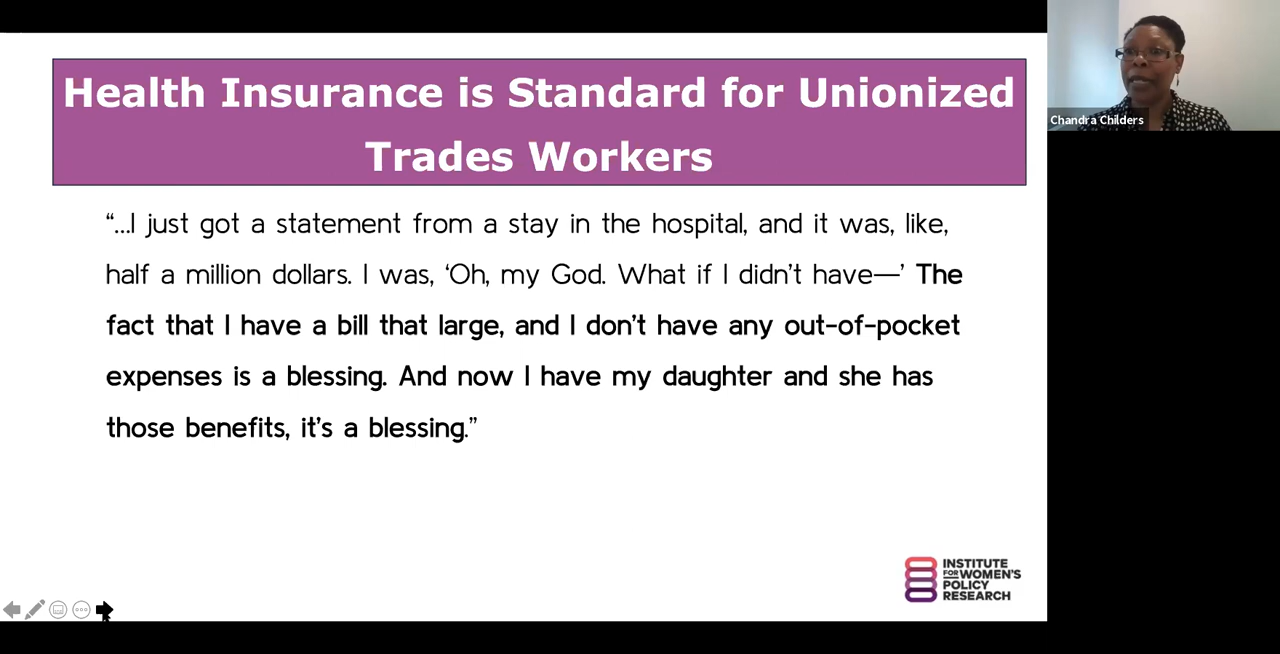 Health Insurance is Standard for Unionized
Trades Workers
“...I just got a statement from a stay in the hospital, and it was, like,
half a million dollars. I was, ‘Oh, my God. What if I didn’t have—’ The
fact that I have a bill that large, and I don’t have any out-of-pocket
expenses is a blessing. And now I have my daughter and she has
those benefits, it’s a blessing.”
Chandra Childers
INSTITUTE
FOR WOMEN'S
POLICY
RESEARCH